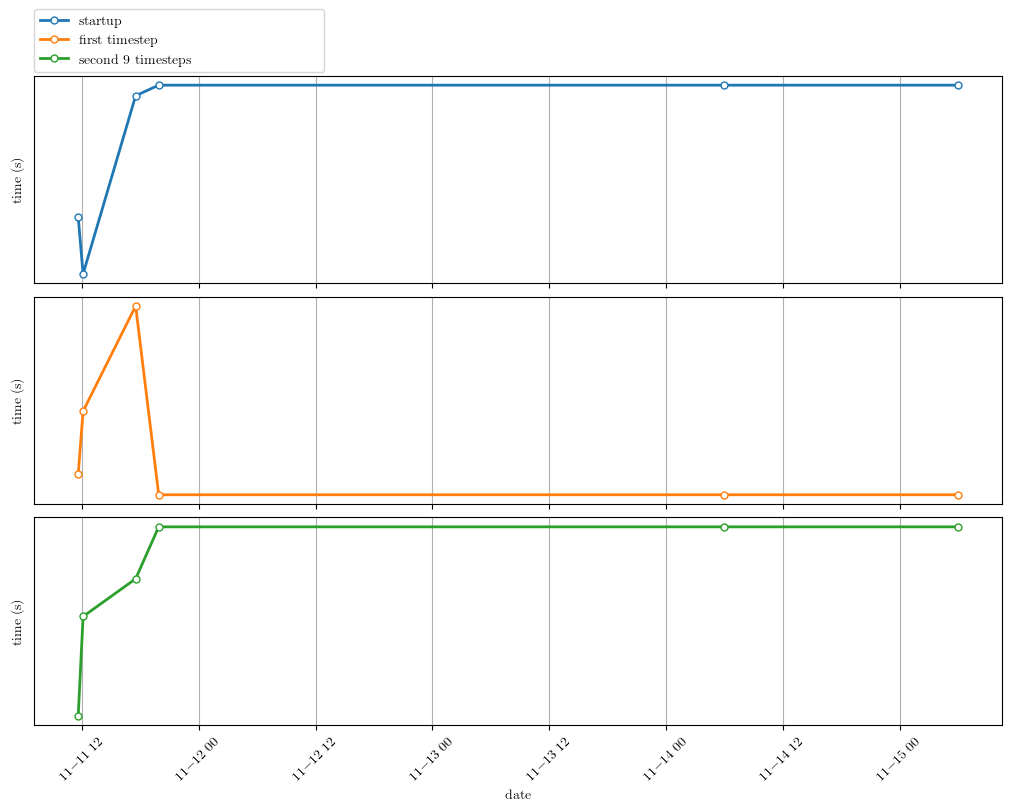 startup
first timestep
second 9 timesteps
time (s)
time (s)
time (s)
11−11 12
11−12 00
11−12 12
11−13 00
11−13 12
11−14 00
11−14 12
11−15 00
date